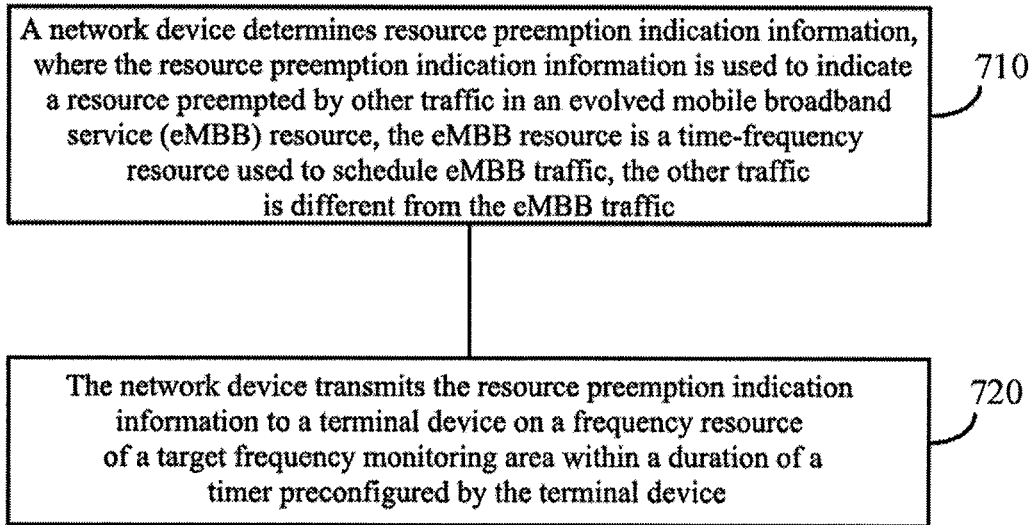 A network device determines resource preemption indication information,
where the resource preemption indication information is used to indicate
a resource preempted by other traffic in an evolved mobile broadband
service (eMBB) resource, the eMBB resource is a time-frequency
resource used to schedule eMBB traffic, the other traffic
is different from the eMBB traffic
710
The network device transmits the resource preemption indication
information to a terminal device on a frequency resource
of a target frequency monitoring area within a duration of a
timer preconfigured by the terminal device
720